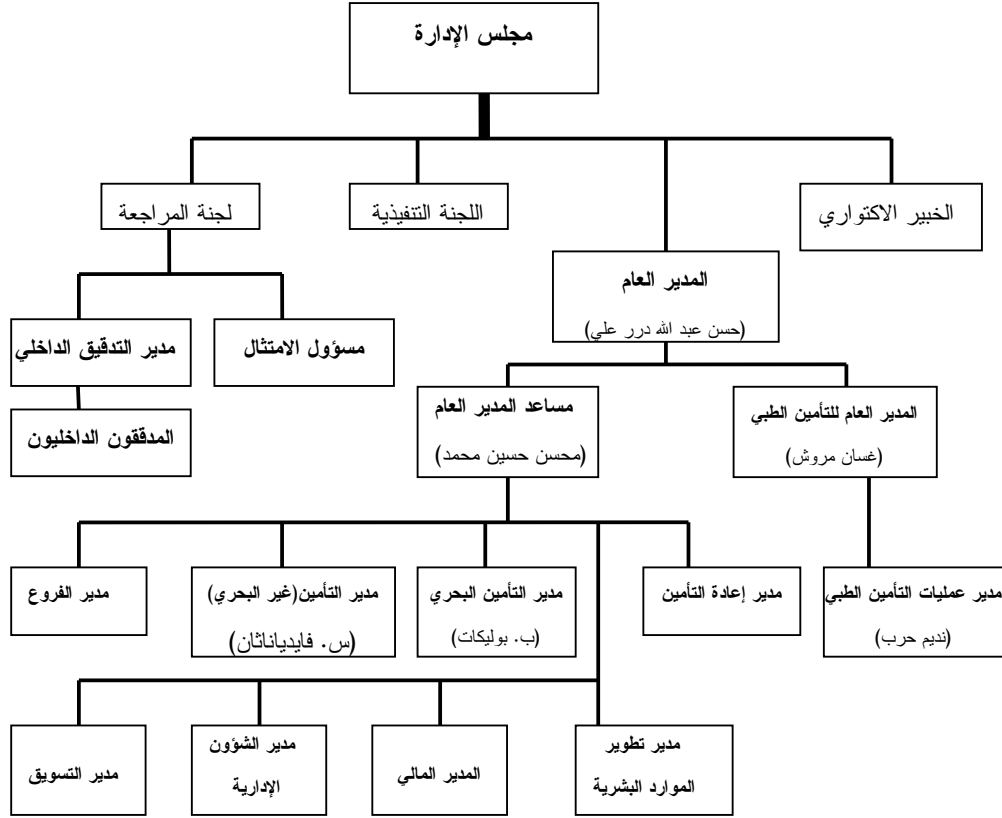 مجلس الإدارة
الخبير الاكتواري
اللجنة التنفيذية
لجنة المراجعة
المدير العام
(حسن عبد الله درر علي)
مسؤول الامتثال
مدير التدقيق الداخلي
المدققون الداخليون
المدير العام للتأمين الطبي
(غسان مروش)
مساعد المدير العام
(محسن حسين محمد)
مدير عمليات التأمين الطبي
(نديم حرب)
مدير إعادة التأمين
مدير التأمين البحري
(ب. بوليكات)
مدير التأمين(غير البحري)
(س. فايدياناثان)
مدير الفروع
مدير تطوير
الموارد البشرية
المدير المالي
مدير الشؤون
الإدارية
مدير التسويق